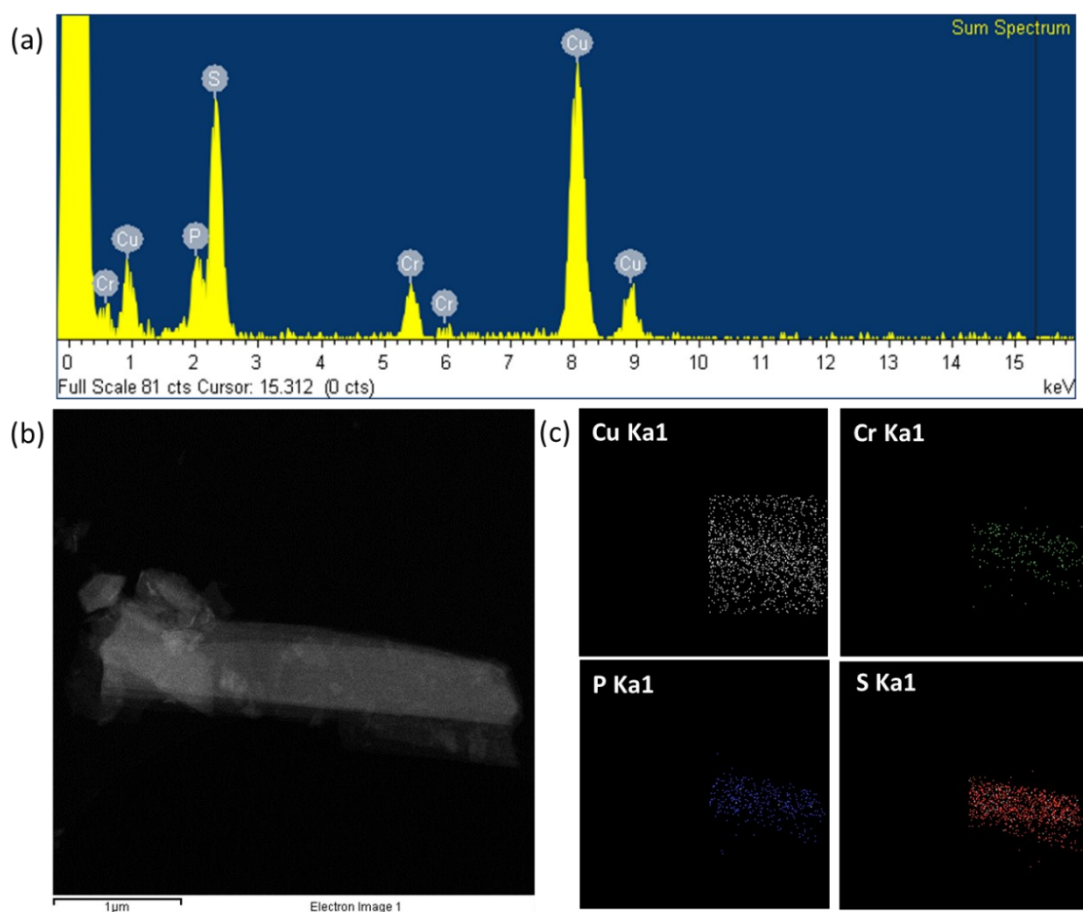 (a)
Sum Spectrum
Cu
S
Cu
P
Cr
Cr
Cr
Cu
0 1 2 3 4 5 6 7 8 9 10 11 12 13 14 15
Full Scale 81 cts Cursor: 15.312 (0 cts)
keV
(b)
1µm
Electron Image 1
(c)
Cu Ka1
Cr Ka1
P Ka1
S Ka1